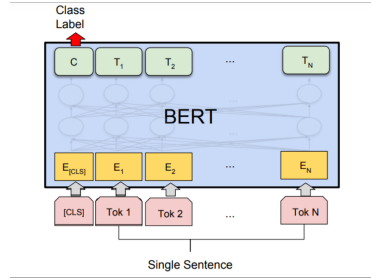 Class
Label
C T1 T2 ... TN
BERT
E[CLS] E1 E2 ... EN
[CLS] Tok 1 Tok 2 ... Tok N
Single Sentence